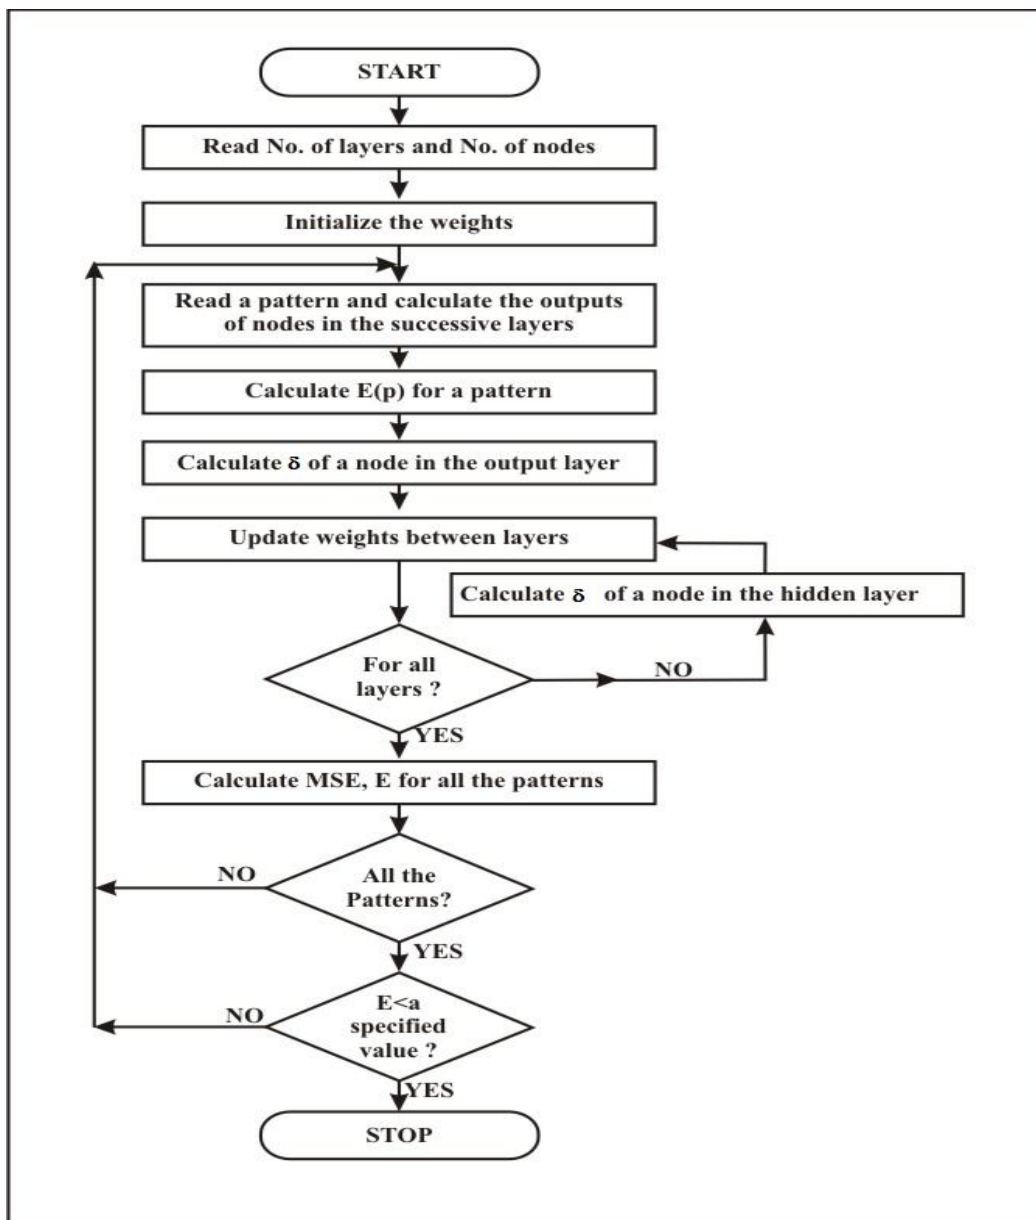 START
Read No. of layers and No. of nodes
Initialize the weights
Read a pattern and calculate the outputs
of nodes in the successive layers
Calculate E(p) for a pattern
Calculate δ of a node in the output layer
Update weights between layers
Calculate δ of a node in the hidden layer
For all
layers ?
NO
YES
Calculate MSE, E for all the patterns
NO
All the
Patterns?
YES
E<a
NO
specified
value ?
YES
STOP